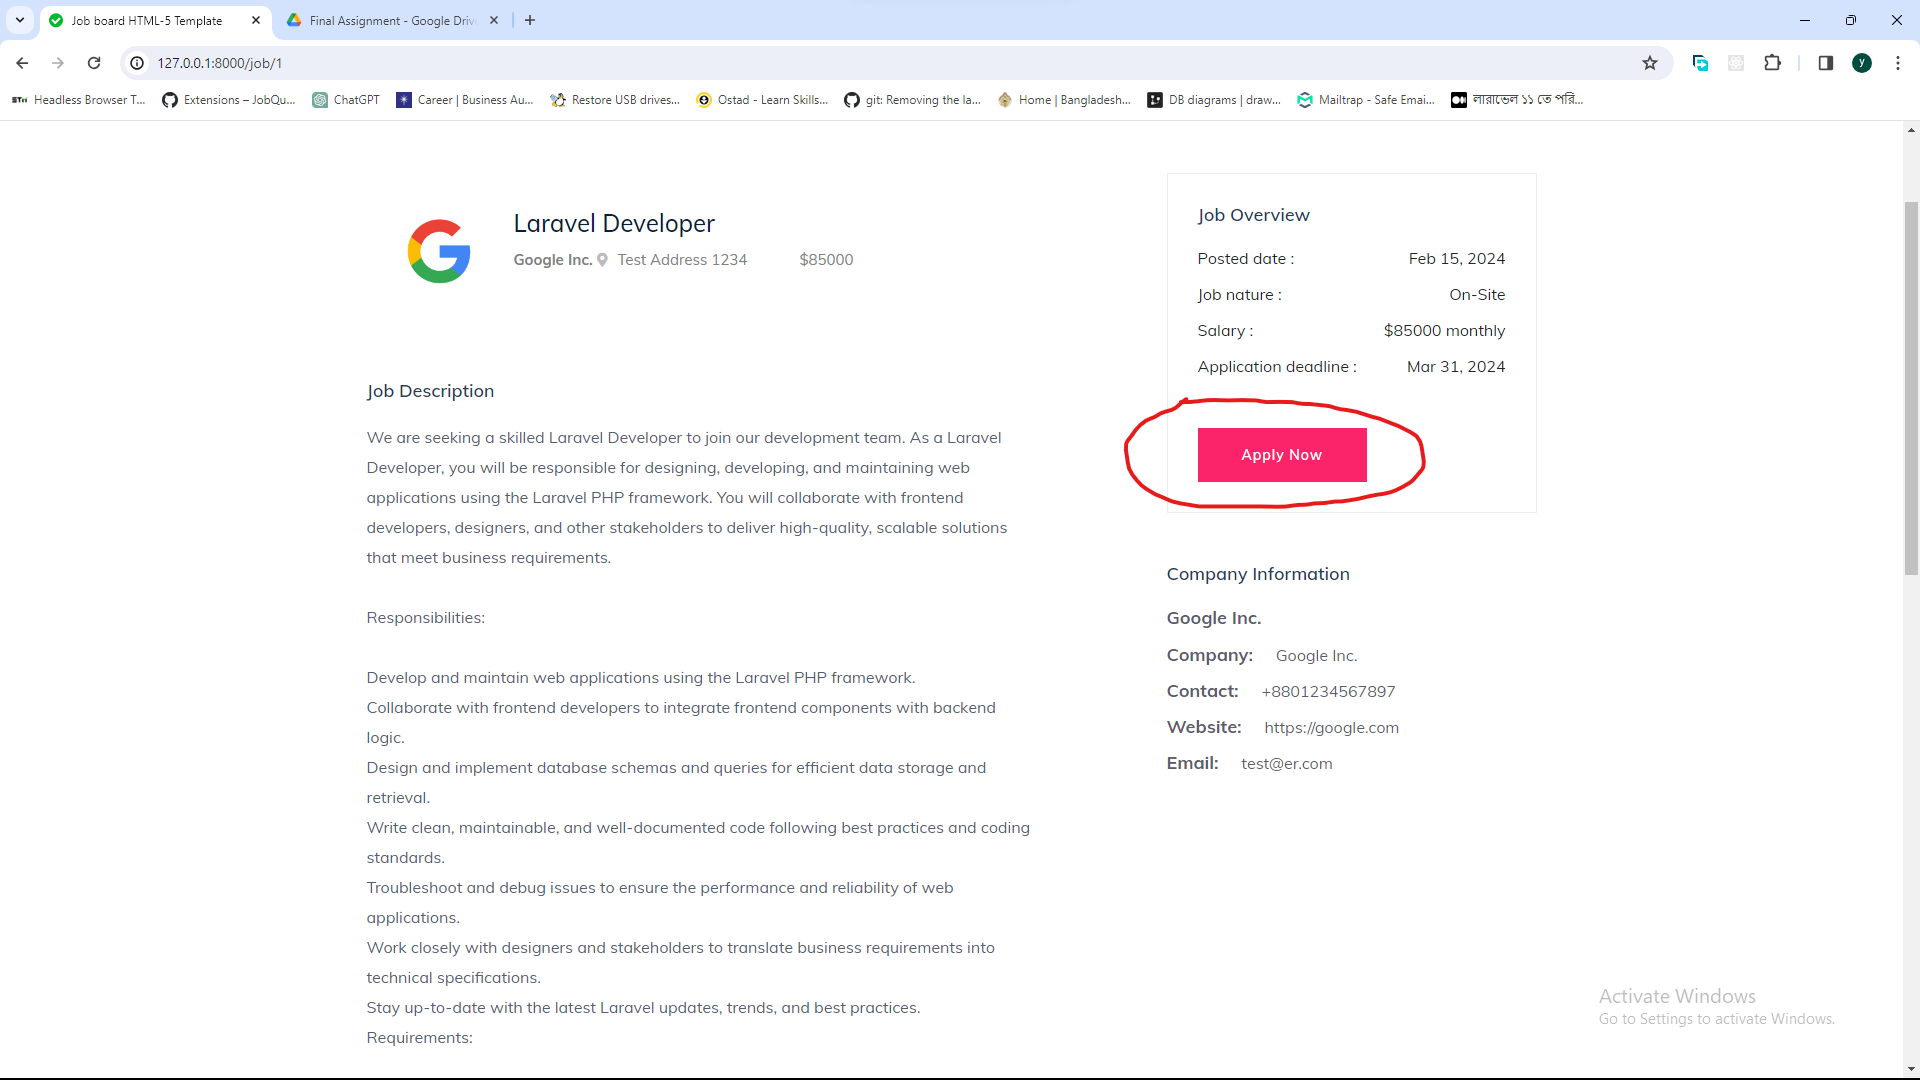 Job board HTML-5 Template
Final Assignment - Google Driv
127.0.0.1:8000/job/1
Headless Browser T...
Extensions – JobQu...
ChatGPT
Career | Business Au...
Restore USB drives...
Ostad - Learn Skills...
git: Removing the la...
Home | Bangladesh...
DB diagrams | draw...
Mailtrap - Safe Emai...
লারাভেল ১১ তে পরি...
Laravel Developer
Google Inc. Test Address 1234 $85000
Job Description
We are seeking a skilled Laravel Developer to join our development team. As a Laravel
Developer, you will be responsible for designing, developing, and maintaining web
applications using the Laravel PHP framework. You will collaborate with frontend
developers, designers, and other stakeholders to deliver high-quality, scalable solutions
that meet business requirements.
Responsibilities:
Develop and maintain web applications using the Laravel PHP framework.
Collaborate with frontend developers to integrate frontend components with backend
logic.
Design and implement database schemas and queries for efficient data storage and
retrieval.
Write clean, maintainable, and well-documented code following best practices and coding
standards.
Troubleshoot and debug issues to ensure the performance and reliability of web
applications.
Work closely with designers and stakeholders to translate business requirements into
technical specifications.
Stay up-to-date with the latest Laravel updates, trends, and best practices.
Requirements:
Job Overview
Posted date : Feb 15, 2024
Job nature : On-Site
Salary : $85000 monthly
Application deadline : Mar 31, 2024
Apply Now
Company Information
Google Inc.
Company: Google Inc.
Contact: +8801234567897
Website: https://google.com
Email: test@er.com
Activate Windows
Go to Settings to activate Windows.